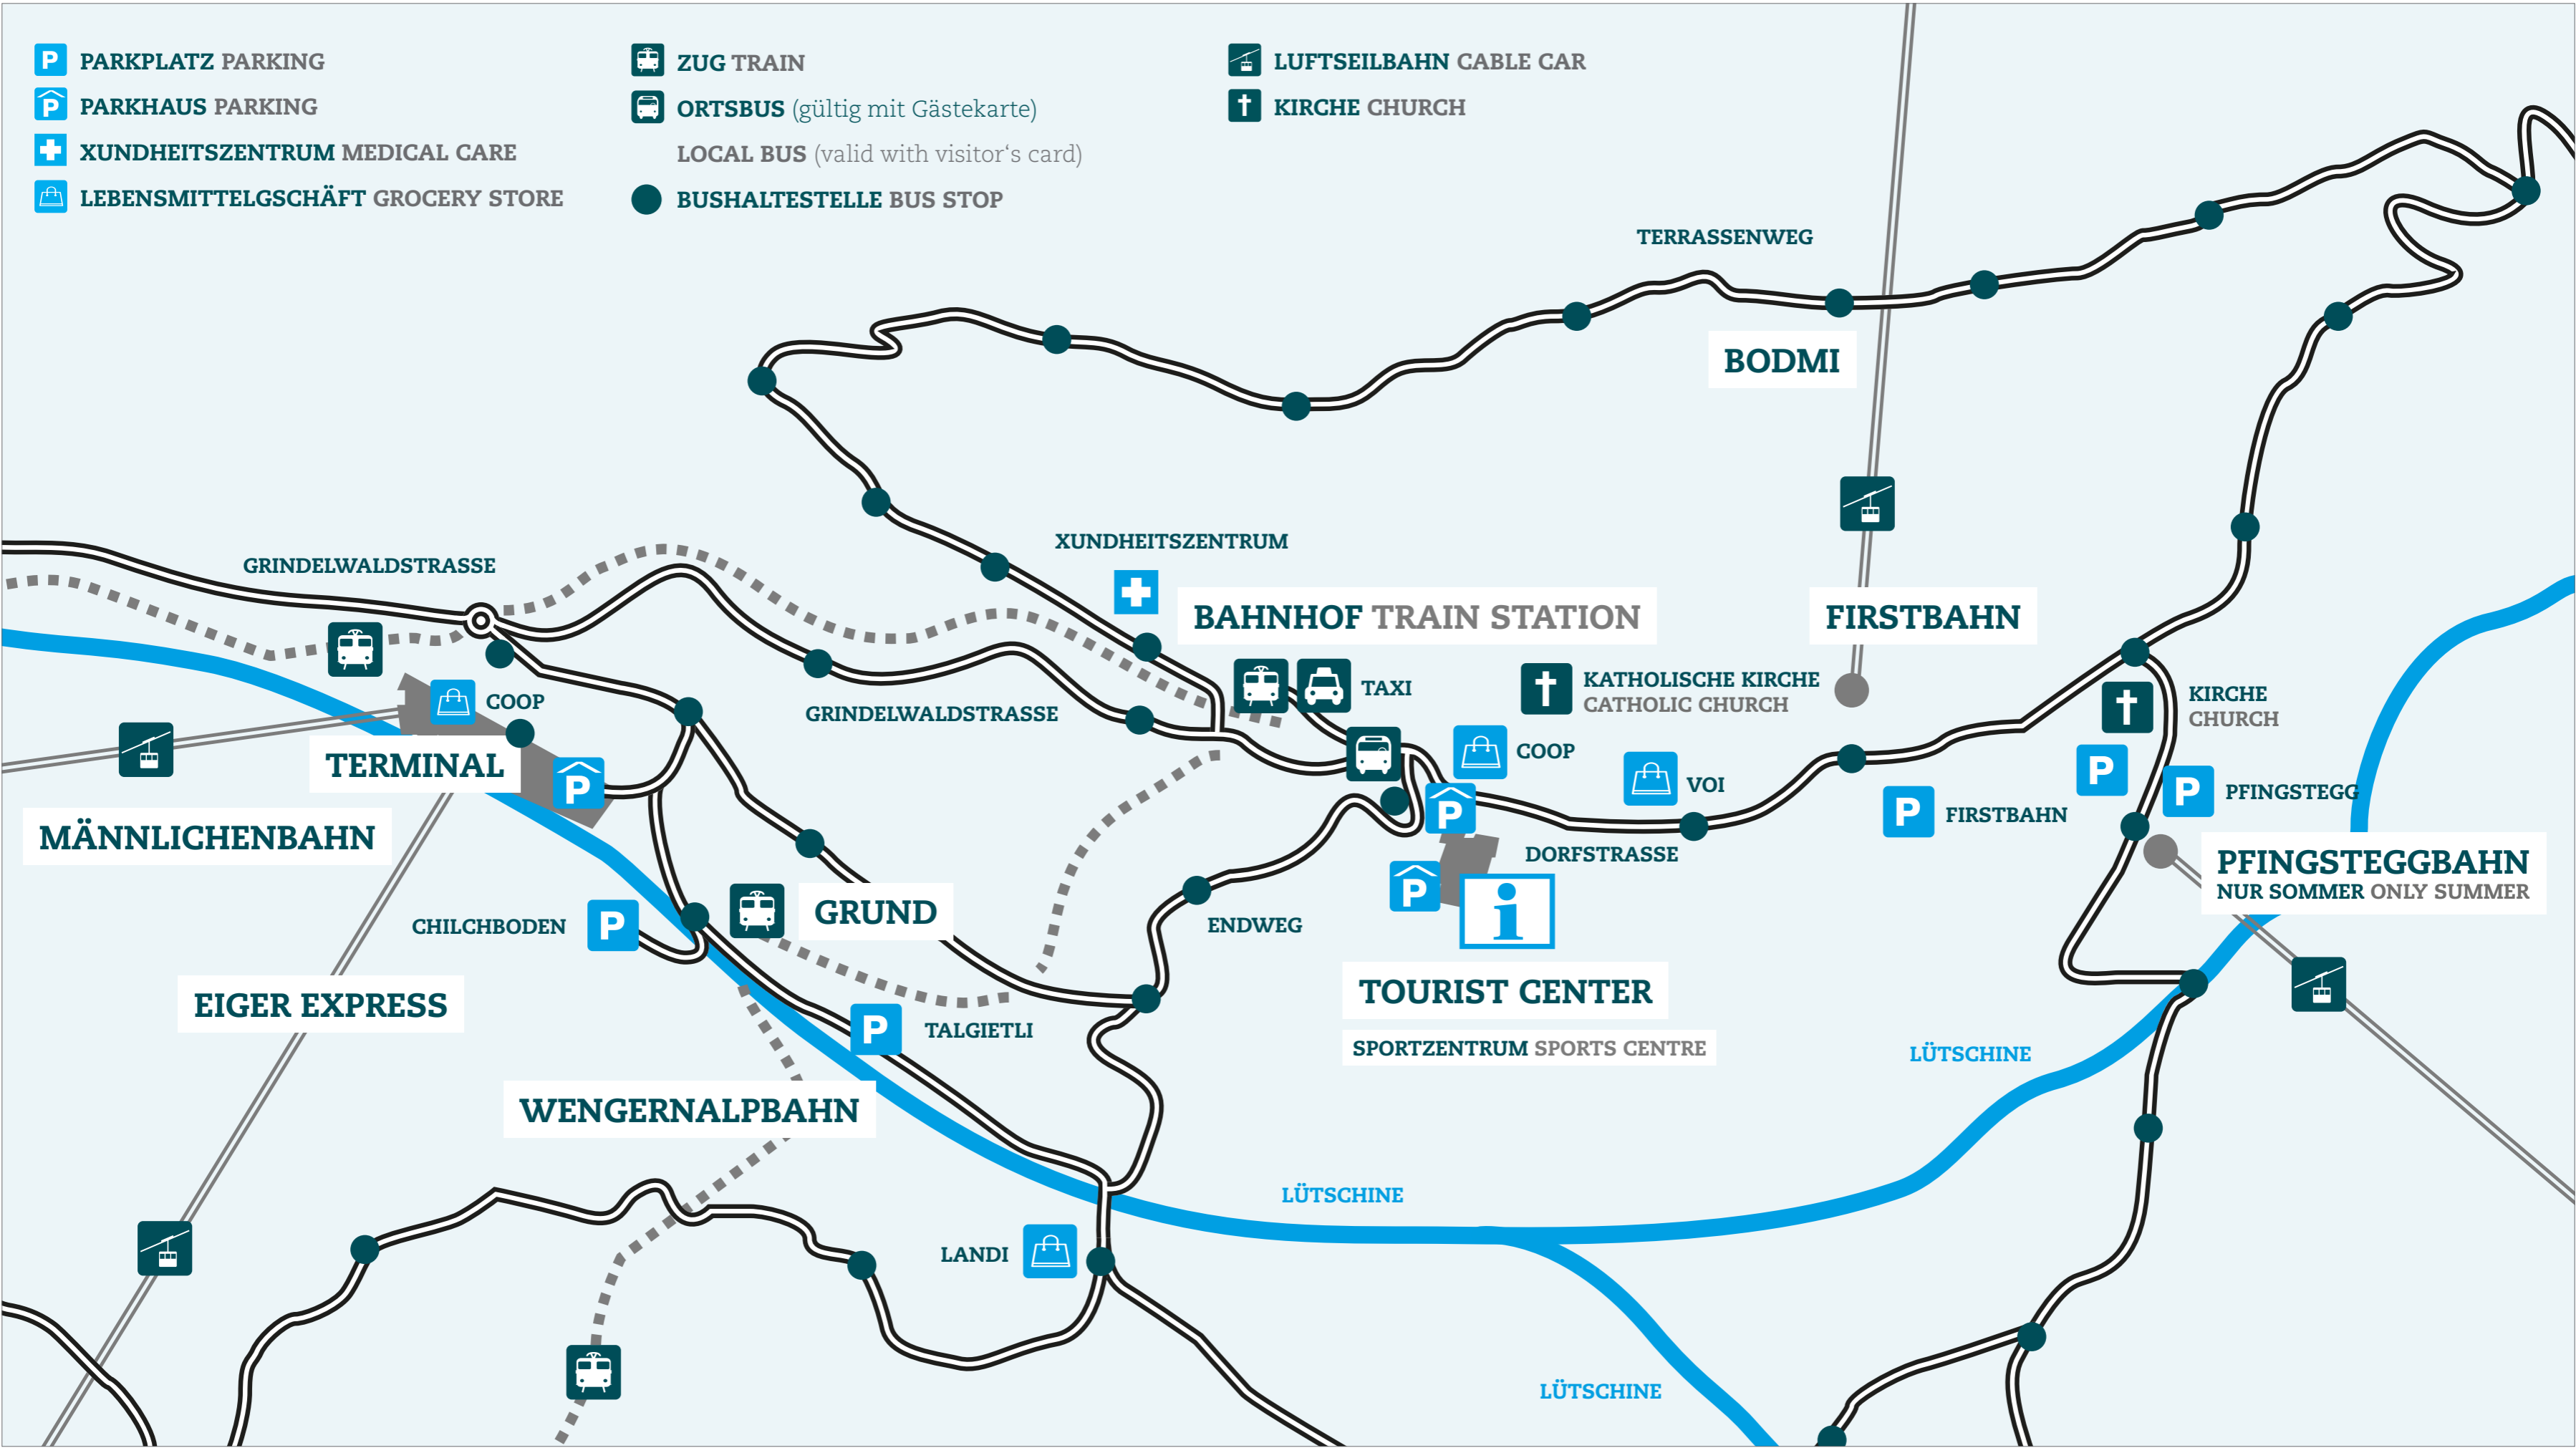 P PARKPLATZ PARKING
P PARKHAUS PARKING
XUNDHEITSZENTRUM MEDICAL CARE
LEBENSMITTELGSCHÄFT GROCERY STORE
ZUG TRAIN
ORTSBUS (gültig mit Gästekarte)
LOCAL BUS (valid with visitor‘s card)
BUSHALTESTELLE BUS STOP
LUFTSEILBAHN CABLE CAR
KIRCHE CHURCH
TERRASSENWEG
BODMI
XUNDHEITSZENTRUM
GRINDELWALDSTRASSE
BAHNHOF TRAIN STATION
FIRSTBAHN
TAXI
KATHOLISCHE KIRCHE
CATHOLIC CHURCH
KIRCHE
CHURCH
COOP
GRINDELWALDSTRASSE
COOP
VOI
TERMINAL
P
P
P
P PFINGSTEGG
P FIRSTBAHN
MÄNNLICHENBAHN
DORFSTRASSE
PFINGSTEGGBAHN
NUR SOMMER ONLY SUMMER
P
i
GRUND
CHILCHBODEN P
ENDWEG
EIGER EXPRESS
TOURIST CENTER
P TALGIETLI
SPORTZENTRUM SPORTS CENTRE
LÜTSCHINE
WENGERNALPBAHN
LÜTSCHINE
LANDI
LÜTSCHINE